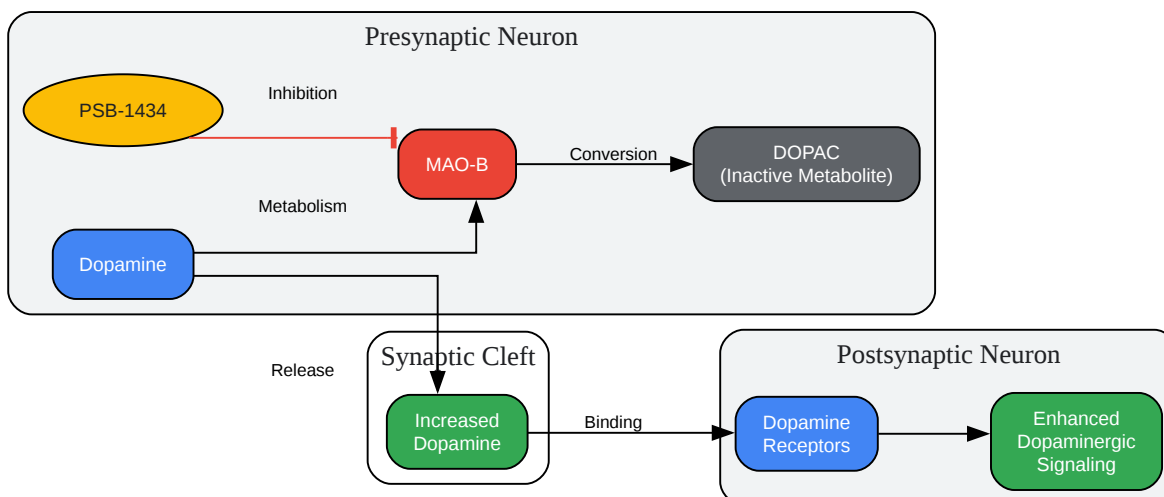 Presynaptic Neuron
PSB-1434
Inhibition
MAO-B
Conversion
DOPAC
(Inactive Metabolite)
Metabolism
Dopamine
Release
Synaptic Cleft
Increased
Dopamine
Binding
Postsynaptic Neuron
Dopamine
Receptors
Enhanced
Dopaminergic
Signaling